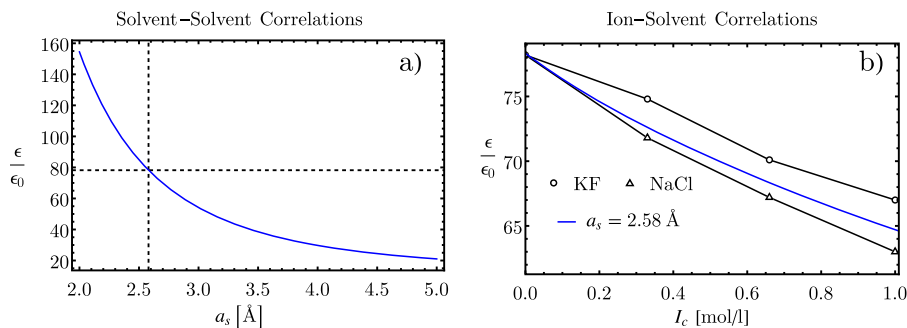 Solvent−Solvent Correlations
a)
160
140
120
100
80
60
40
20
ϵ
ϵ₀
2.0 2.5 3.0 3.5 4.0 4.5 5.0
aₛ [Å]
Ion−Solvent Correlations
b)
75
70
65
ϵ
ϵ₀
KF NaCl
aₛ = 2.58 Å
0.0 0.2 0.4 0.6 0.8 1.0
I_c [mol/l]